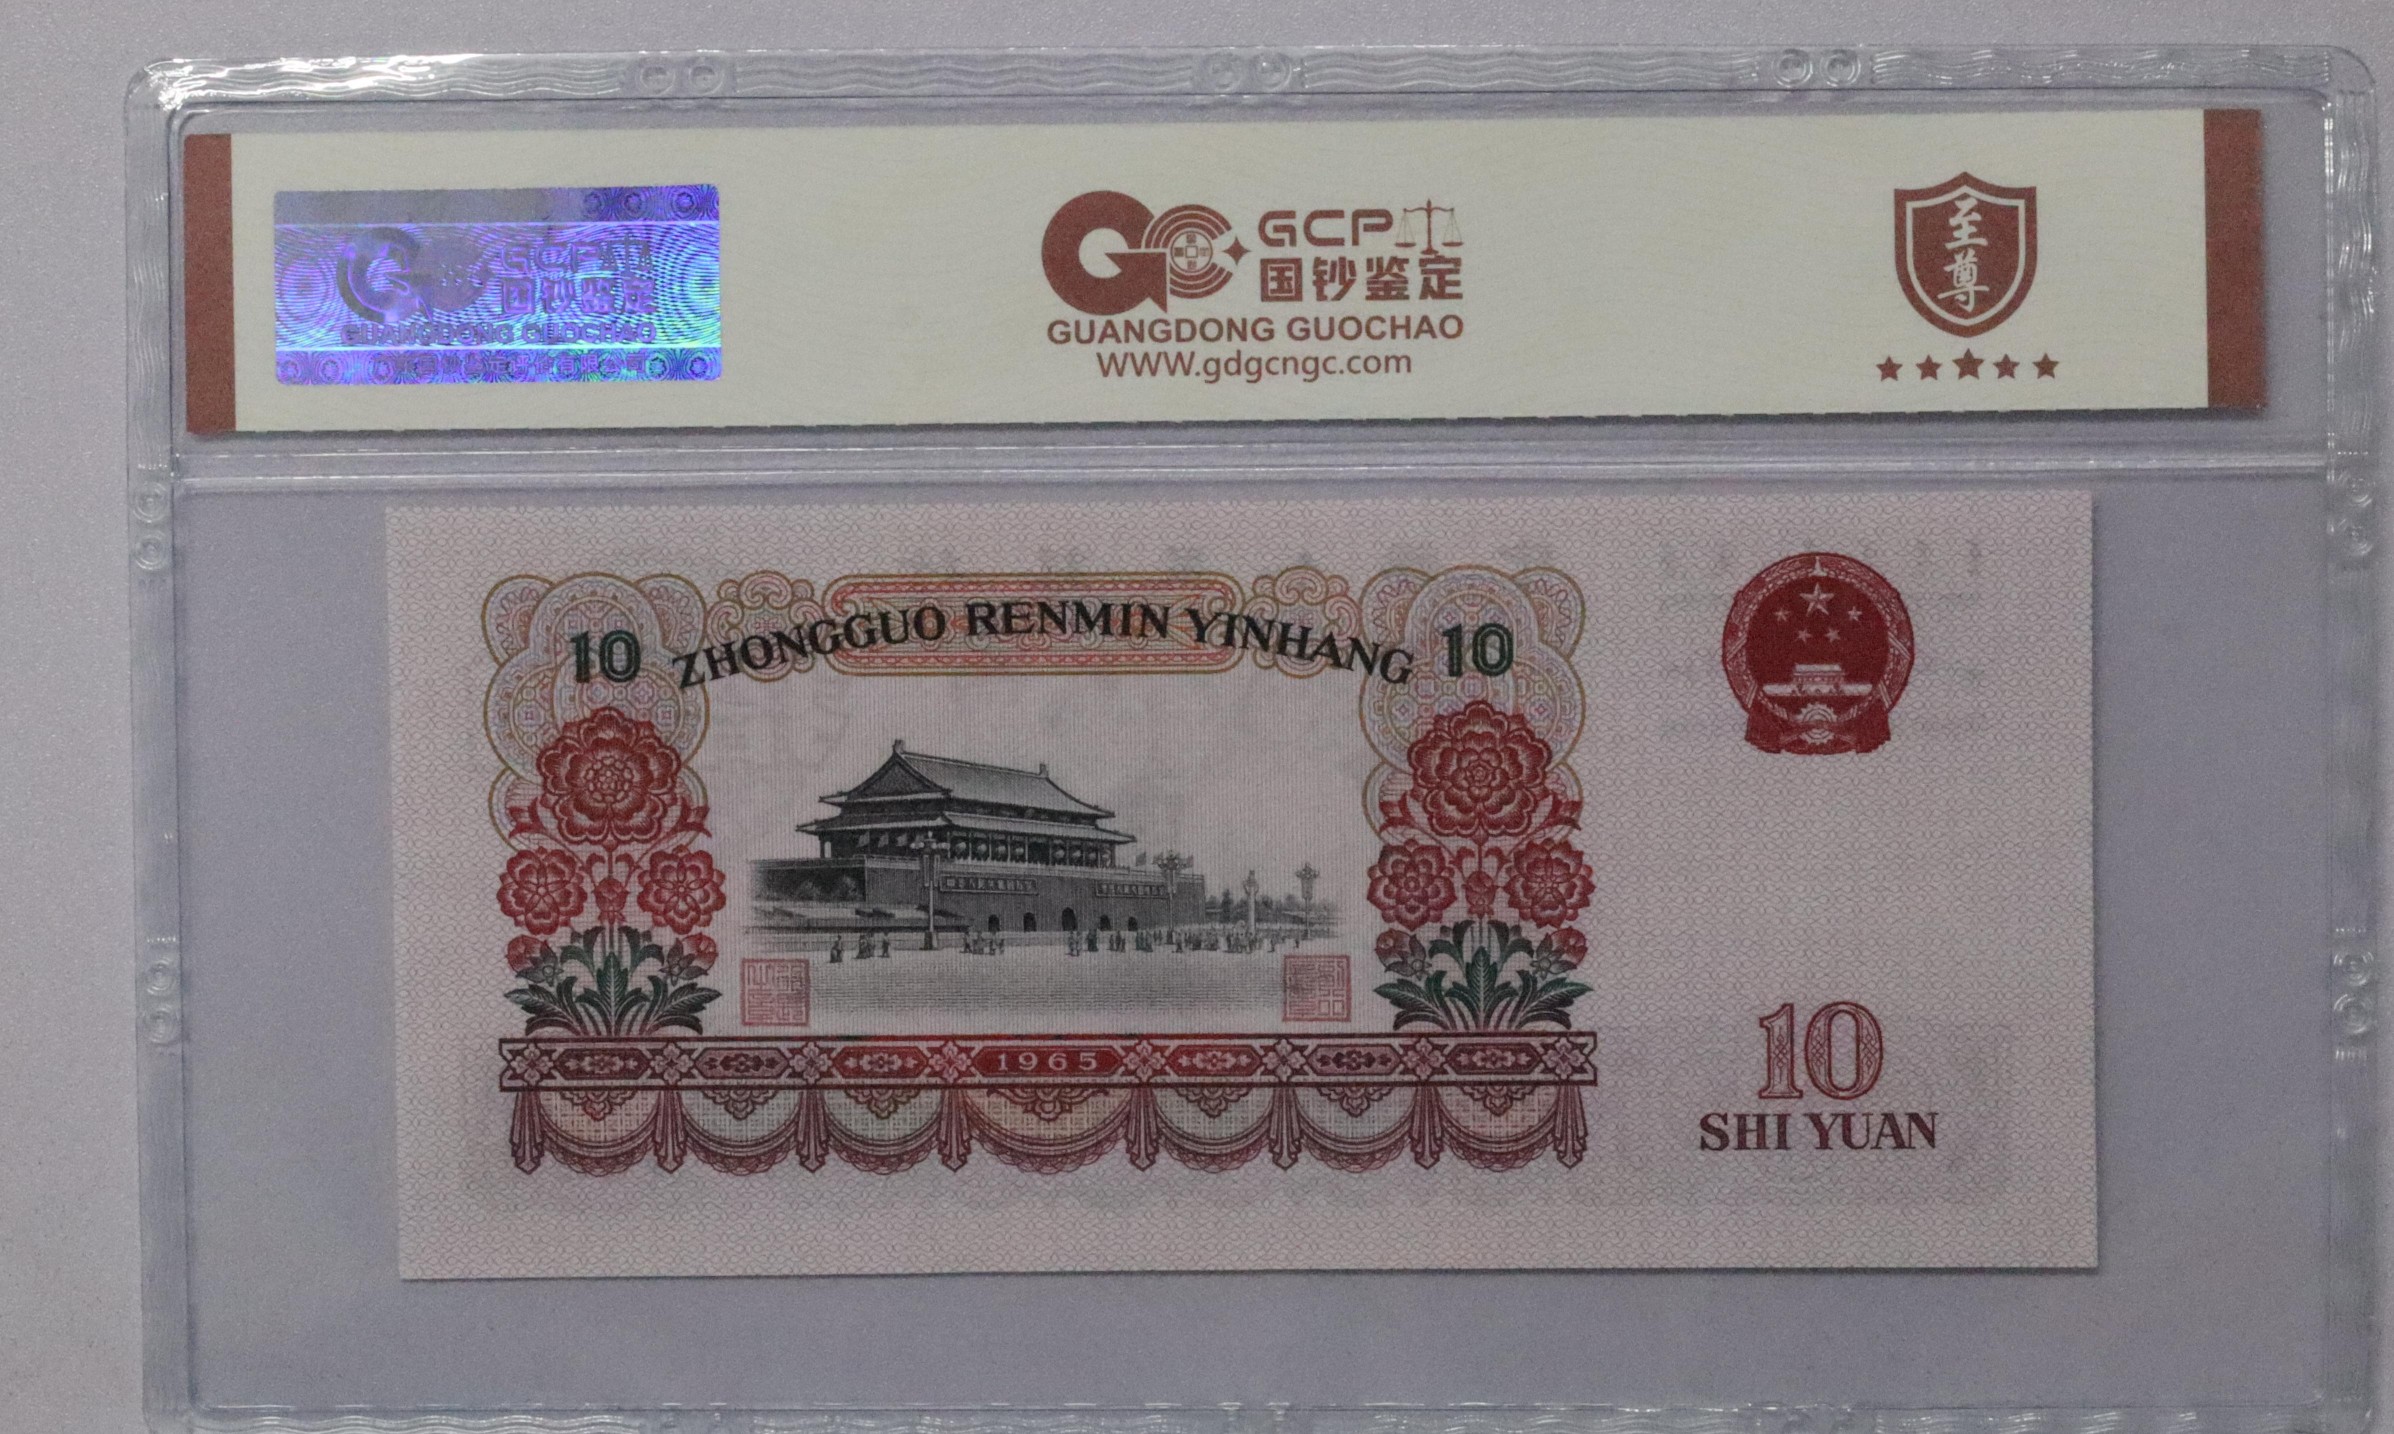 GCP
国钞鉴定
GUANGDONG GUOCHAO
GCP
国钞鉴定
GUANGDONG GUOCHAO
WWW.gdgcngc.com
至尊
10 ZHONGGUO RENMIN YINHANG 10
1965
10
SHI YUAN